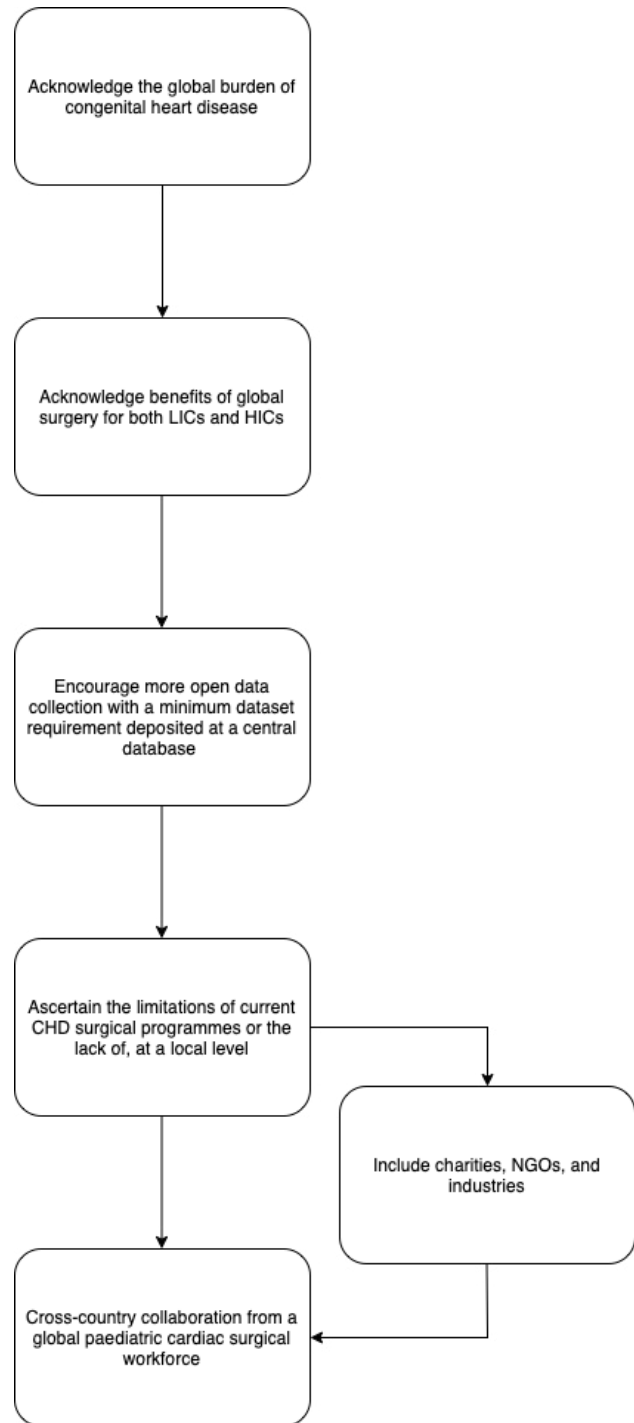 Acknowledge the global burden of
congenital heart disease
Acknowledge benefits of global
surgery for both LICs and HICs
Encourage more open data
collection with a minimum dataset
requirement deposited at a central
database
Ascertain the limitations of current
CHD surgical programmes or the
lack of, at a local level
Include charities, NGOs, and
industries
Cross-country collaboration from a
global paediatric cardiac surgical
workforce